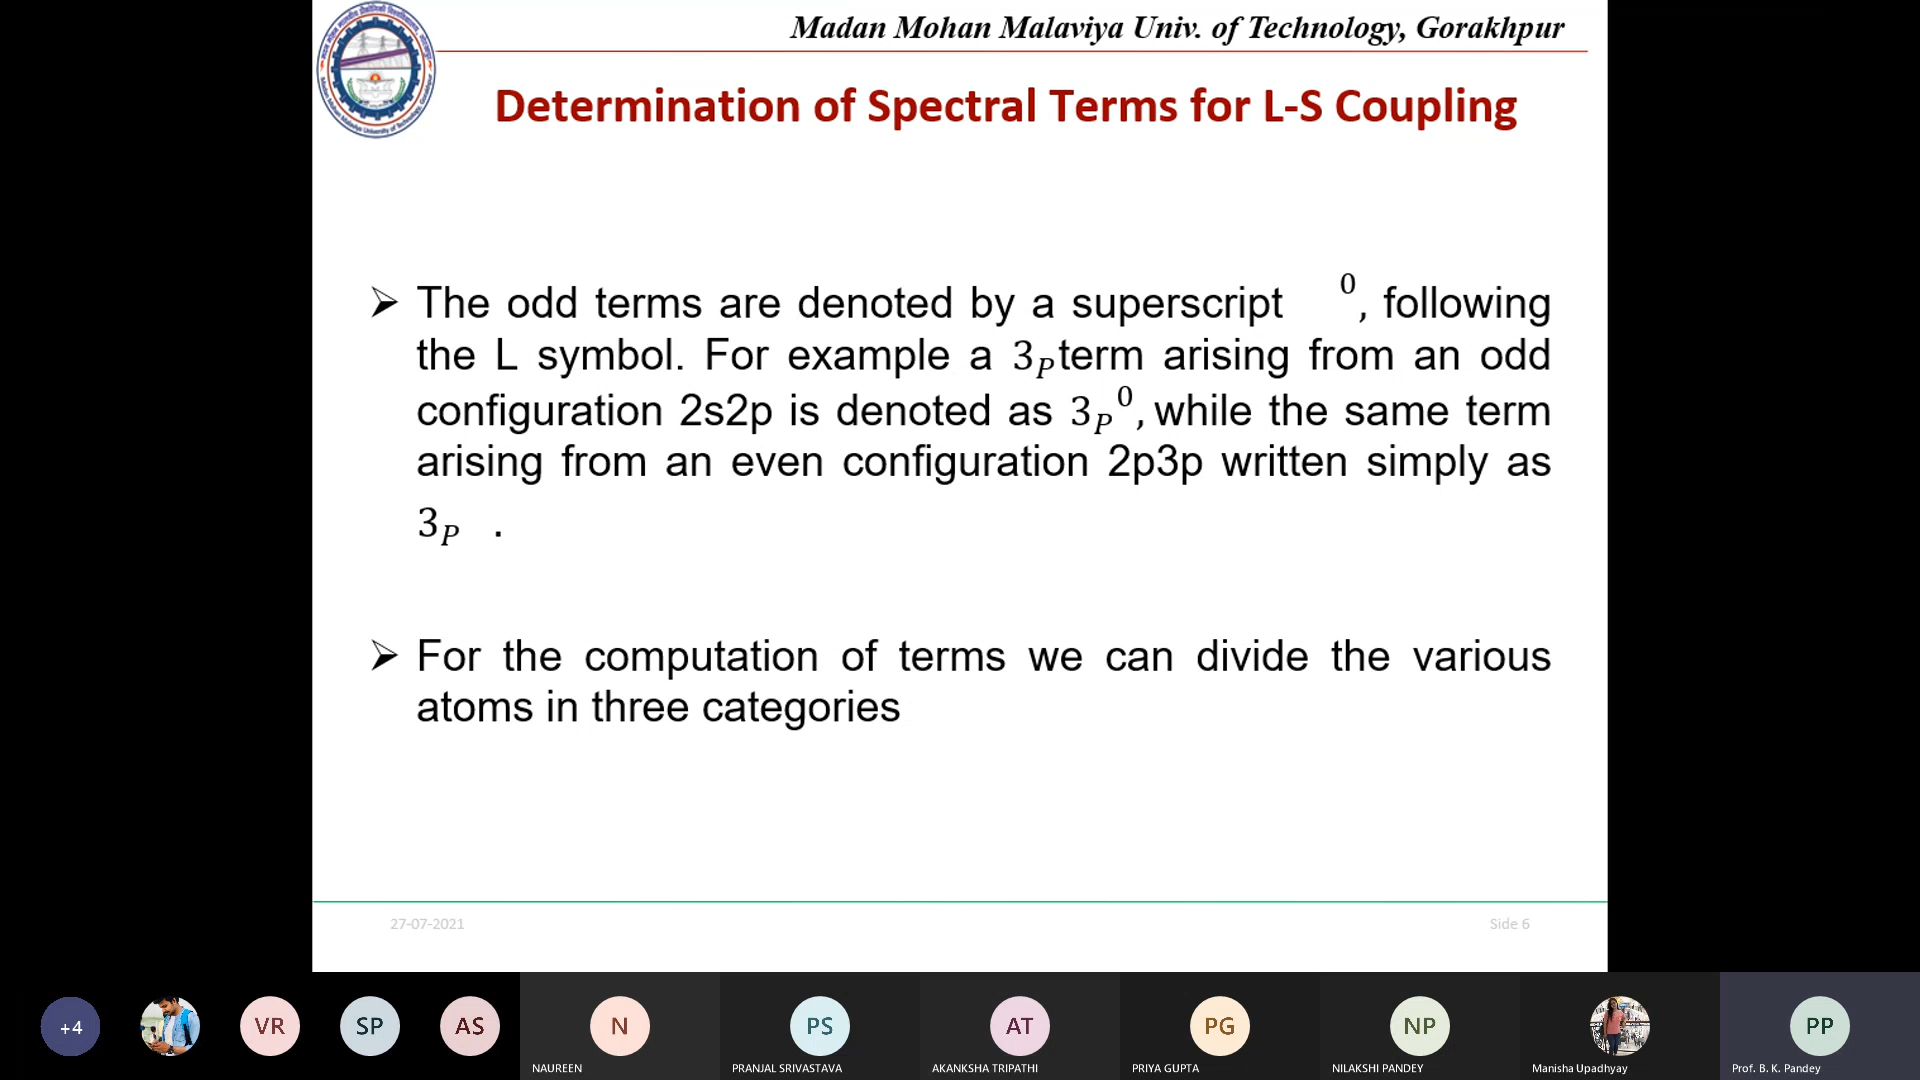 Madan Mohan Malaviya Univ. of Technology, Gorakhpur
Determination of Spectral Terms for L-S Coupling
➢ The odd terms are denoted by a superscript ⁰, following
the L symbol. For example a 3ₚ term arising from an odd
configuration 2s2p is denoted as 3ₚ⁰, while the same term
arising from an even configuration 2p3p written simply as
3ₚ .
➢ For the computation of terms we can divide the various
atoms in three categories
27-07-2021
Side 6
+4
VR
SP
AS
N
PS
AT
PG
NP
PP
NAUREEN
PRANJAL SRIVASTAVA
AKANKSHA TRIPATHI
PRIYA GUPTA
NILAKSHI PANDEY
Manisha Upadhyay
Prof. B. K. Pandey